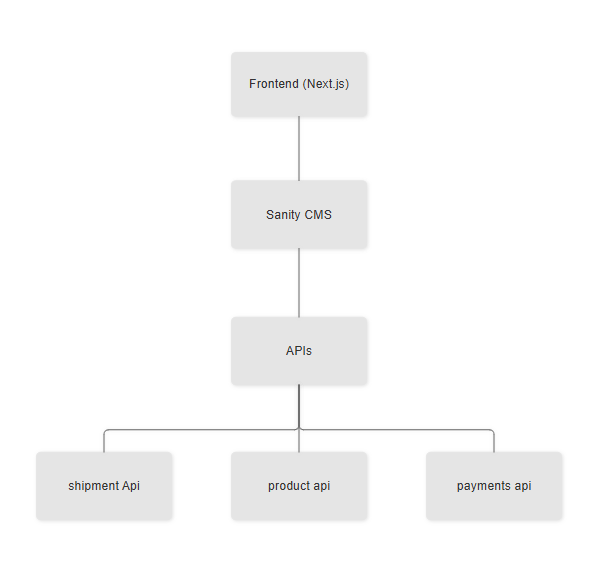 Frontend (Next.js)
Sanity CMS
APIs
shipment Api
product api
payments api